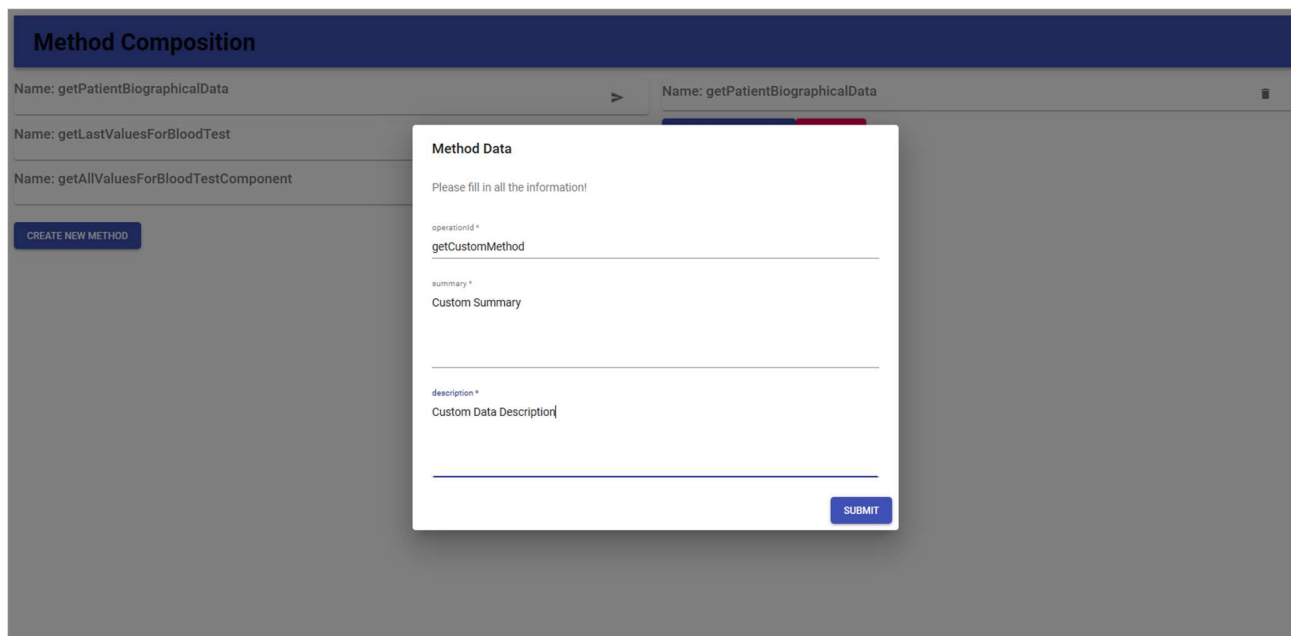 Method Composition
Name: getPatientBiographicalData
Name: getPatientBiographicalData
Name: getLastValuesForBloodTest
Name: getAllValuesForBloodTestComponent
CREATE NEW METHOD
Method Data
Please fill in all the information!
operationId *
getCustomMethod
summary *
Custom Summary
description *
Custom Data Description
SUBMIT